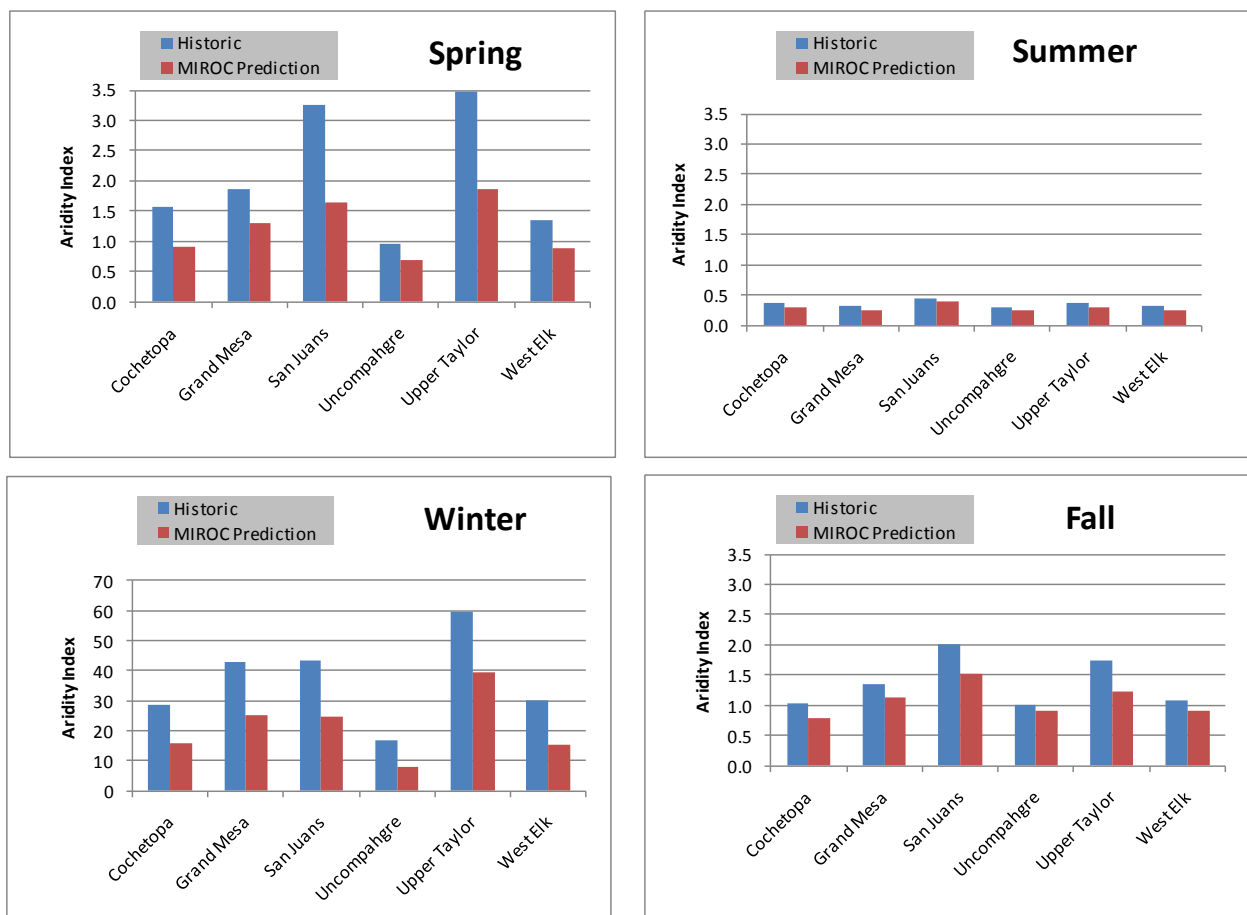 Historic
MIROC Prediction
Spring
Aridity Index
3.5
3.0
2.5
2.0
1.5
1.0
0.5
0.0
Cochetopa
Grand Mesa
San Juans
Uncompahgre
Upper Taylor
West Elk
Historic
MIROC Prediction
Summer
Aridity Index
3.5
3.0
2.5
2.0
1.5
1.0
0.5
0.0
Cochetopa
Grand Mesa
San Juans
Uncompahgre
Upper Taylor
West Elk
Historic
MIROC Prediction
Winter
Aridity Index
70
60
50
40
30
20
10
0
Cochetopa
Grand Mesa
San Juans
Uncompahgre
Upper Taylor
West Elk
Historic
MIROC Prediction
Fall
Aridity Index
3.5
3.0
2.5
2.0
1.5
1.0
0.5
0.0
Cochetopa
Grand Mesa
San Juans
Uncompahgre
Upper Taylor
West Elk